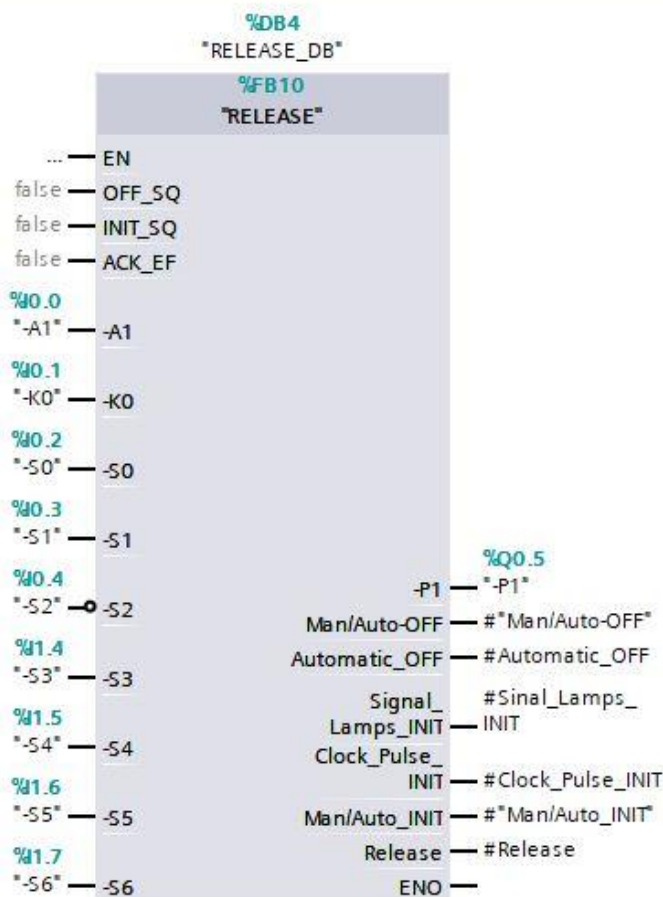 %DB4
"RELEASE_DB"
%FB10
"RELEASE"
... EN
false OFF_SQ
false INIT_SQ
false ACK_EF
%I0.0
"-A1" -A1
%I0.1
"-K0" -K0
%I0.2
"-S0" -S0
%I0.3
"-S1" -S1
%I0.4
"-S2" -S2
%I1.4
"-S3" -S3
%I1.5
"-S4" -S4
%I1.6
"-S5" -S5
%I1.7
"-S6" -S6
%Q0.5
-P1 "-P1"
Man/Auto-OFF #"Man/Auto-OFF"
Automatic_OFF #Automatic_OFF
Signal_ #Sinal_Lamps_
Lamps_INIT INIT
Clock_Pulse_
INIT #Clock_Pulse_INIT
Man/Auto_INIT #"Man/Auto_INIT"
Release #Release
ENO